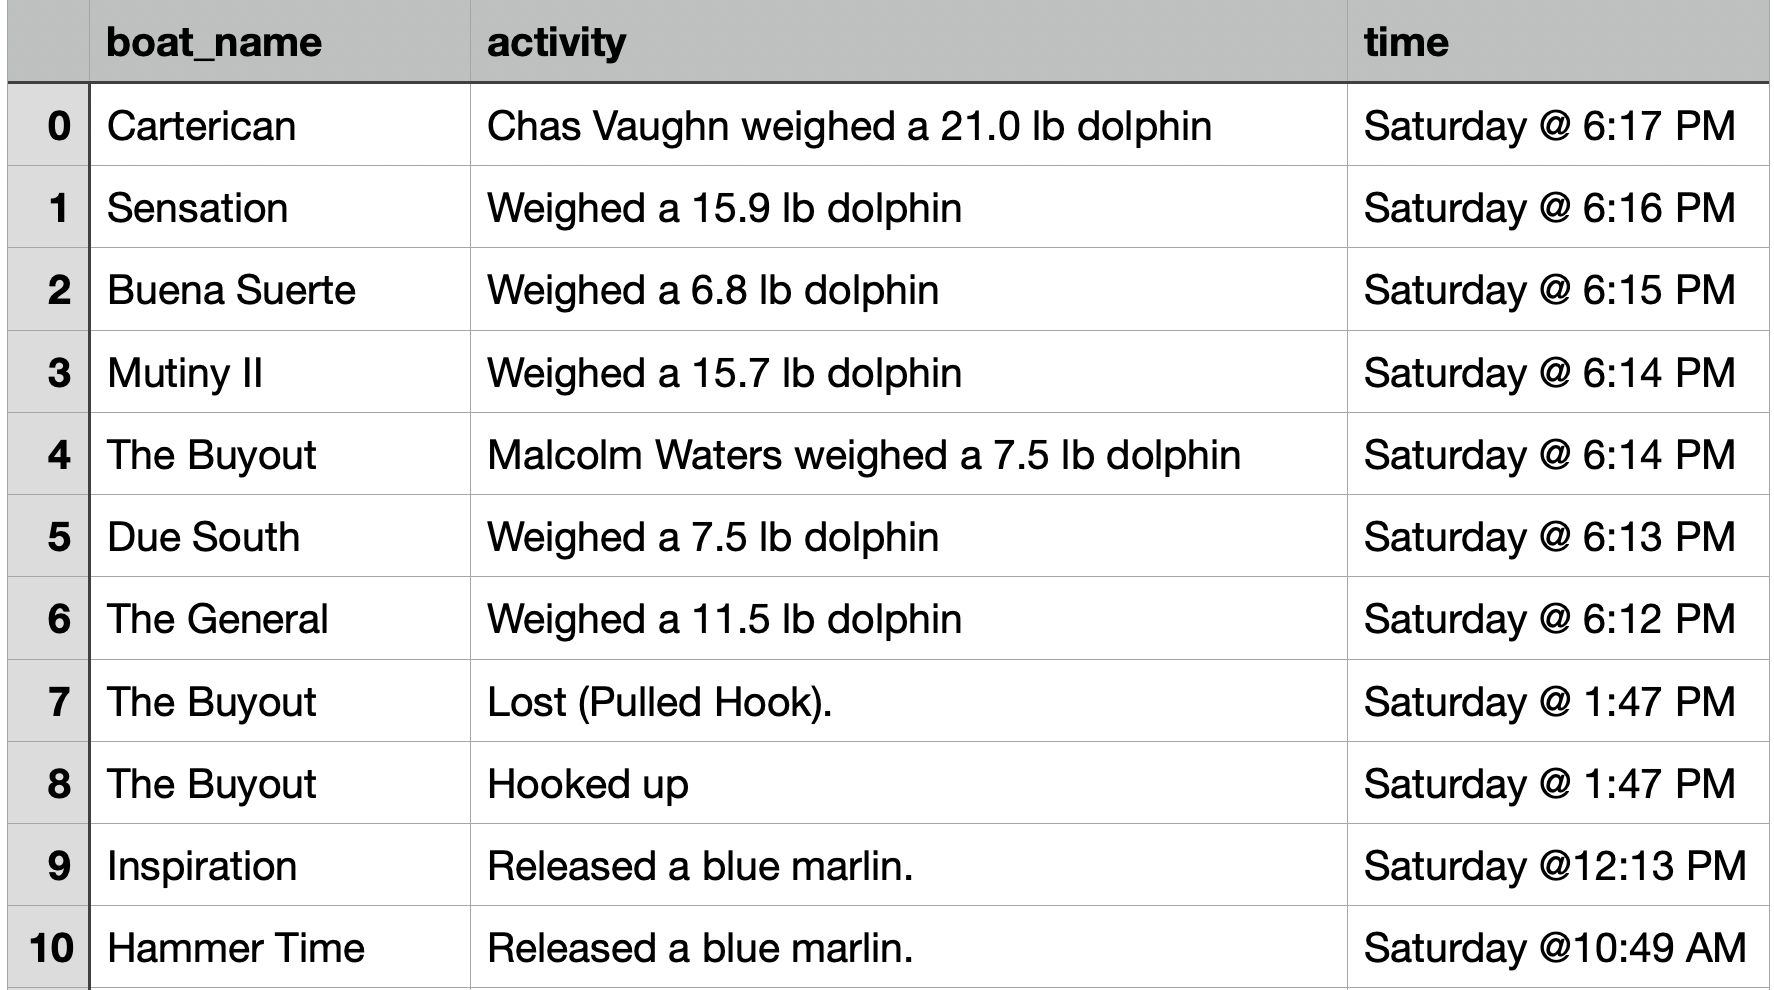 boat_name activity time
0 Carterican Chas Vaughn weighed a 21.0 lb dolphin Saturday @ 6:17 PM
1 Sensation Weighed a 15.9 lb dolphin Saturday @ 6:16 PM
2 Buena Suerte Weighed a 6.8 lb dolphin Saturday @ 6:15 PM
3 Mutiny II Weighed a 15.7 lb dolphin Saturday @ 6:14 PM
4 The Buyout Malcolm Waters weighed a 7.5 lb dolphin Saturday @ 6:14 PM
5 Due South Weighed a 7.5 lb dolphin Saturday @ 6:13 PM
6 The General Weighed a 11.5 lb dolphin Saturday @ 6:12 PM
7 The Buyout Lost (Pulled Hook). Saturday @ 1:47 PM
8 The Buyout Hooked up Saturday @ 1:47 PM
9 Inspiration Released a blue marlin. Saturday @12:13 PM
10 Hammer Time Released a blue marlin. Saturday @10:49 AM